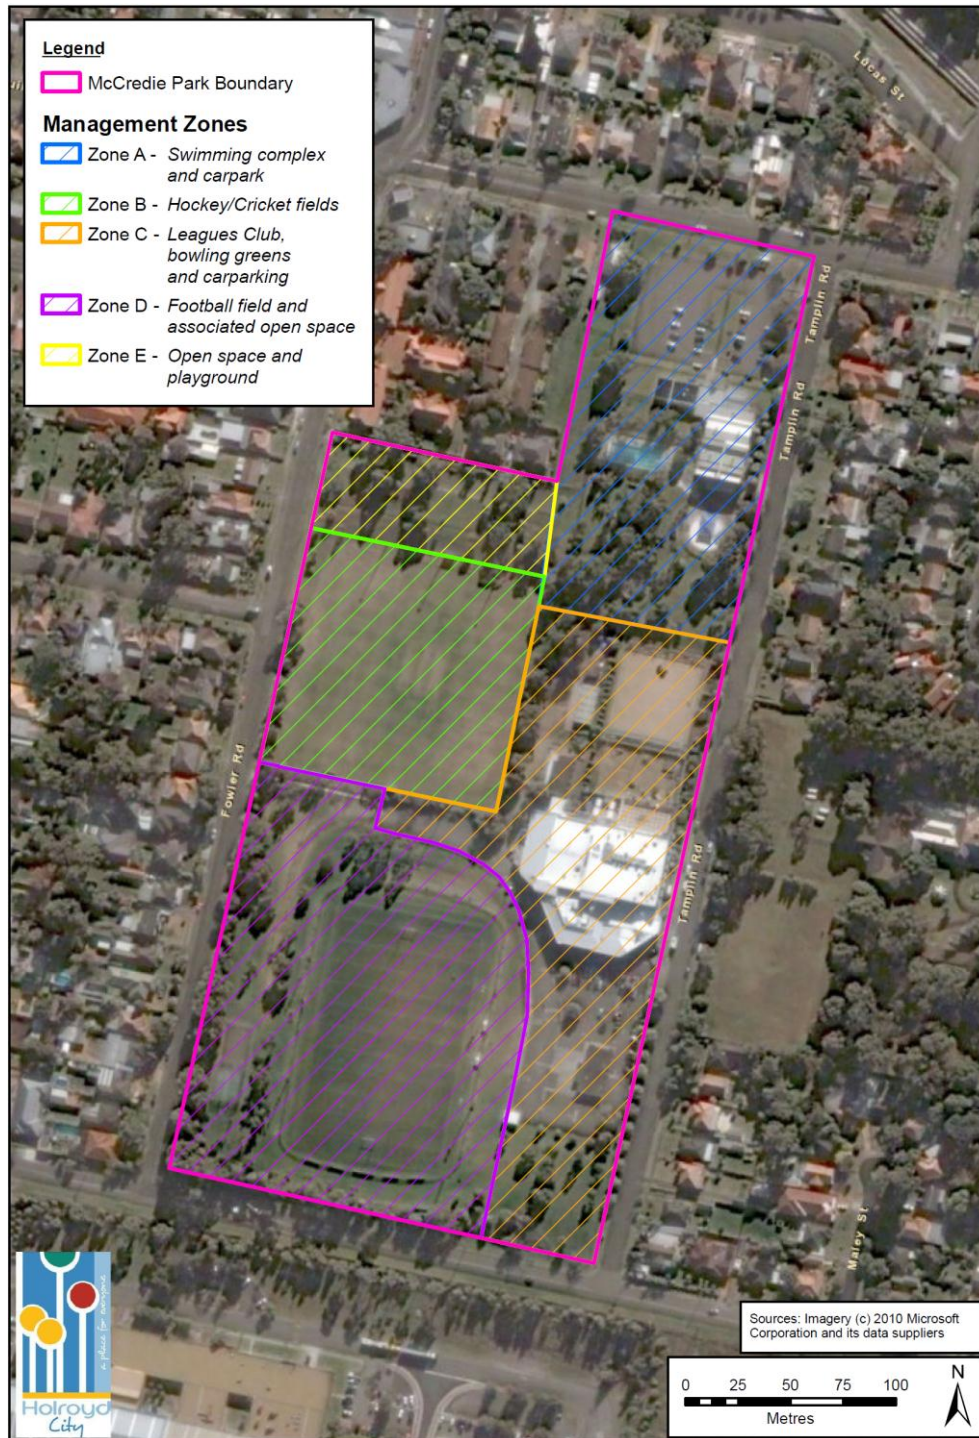 Legend
McCredie Park Boundary
Management Zones
Zone A - Swimming complex
and carpark
Zone B - Hockey/Cricket fields
Zone C - Leagues Club,
bowling greens
and carparking
Zone D - Football field and
associated open space
Zone E - Open space and
playground
Lucas St
Tamplin Rd
Tamplin Rd
Fowler Rd
Tamplin Rd
Maley St
a place for everyone
Holroyd
City
Sources: Imagery (c) 2010 Microsoft
Corporation and its data suppliers
N
0 25 50 75 100
Metres